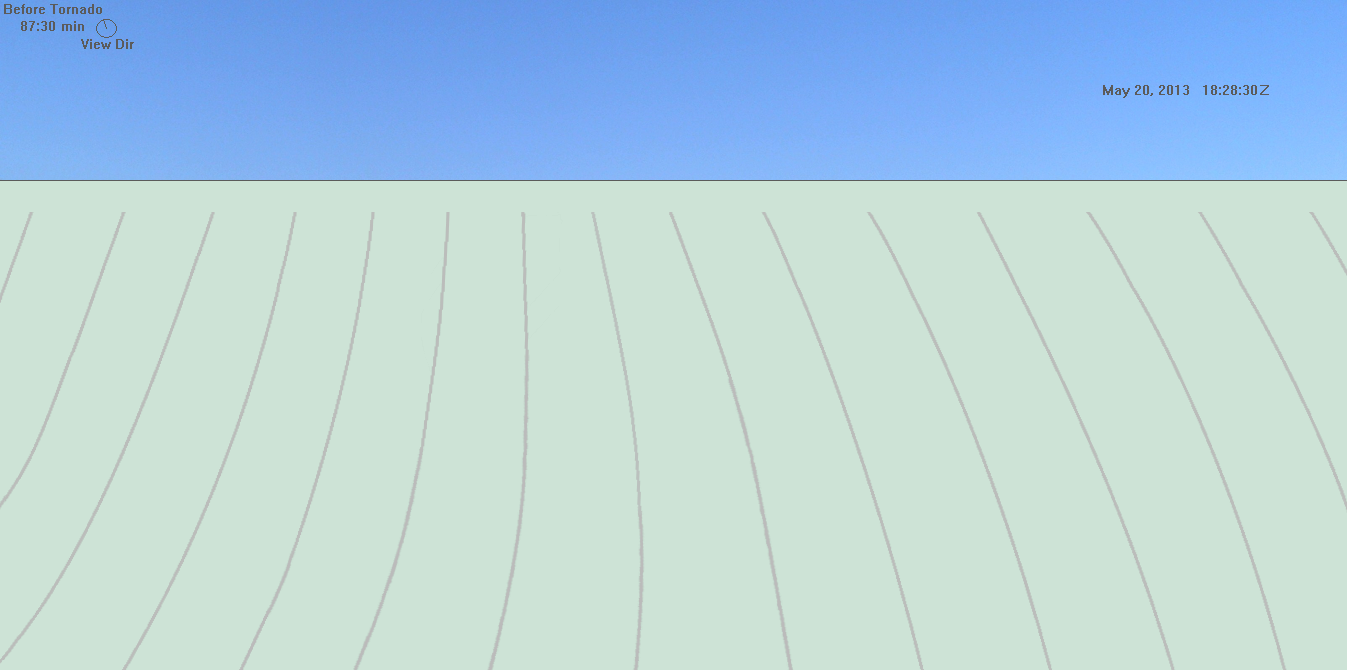 Before Tornado
87:30 min
View Dir
May 20, 2013 18:28:30Z